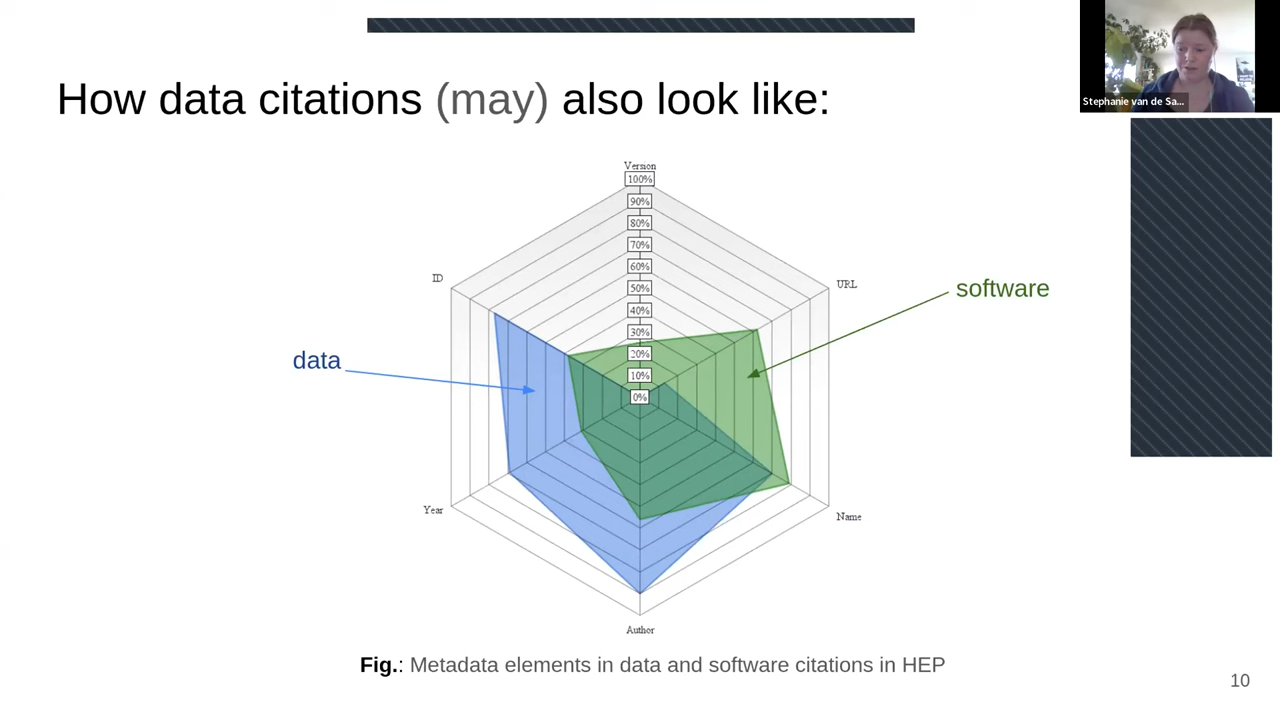 How data citations (may) also look like:
Stephanie van de Sa...
Version
100%
90%
80%
70%
60%
50%
40%
30%
20%
10%
0%
ID
URL
software
data
Year
Name
Author
Fig.: Metadata elements in data and software citations in HEP
10